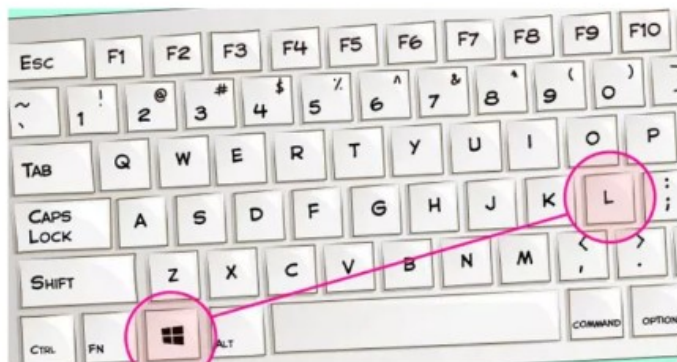 ESC F1 F2 F3 F4 F5 F6 F7 F8 F9 F10
~ ` ! 1 @ 2 # 3 $ 4 % 5 ^ 6 & 7 * 8 ( 9 ) 0
TAB Q W E R T Y U I O P
CAPS LOCK A S D F G H J K L : ;
SHIFT Z X C V B N M < , > .
CTRL FN ALT COMMAND OPTION